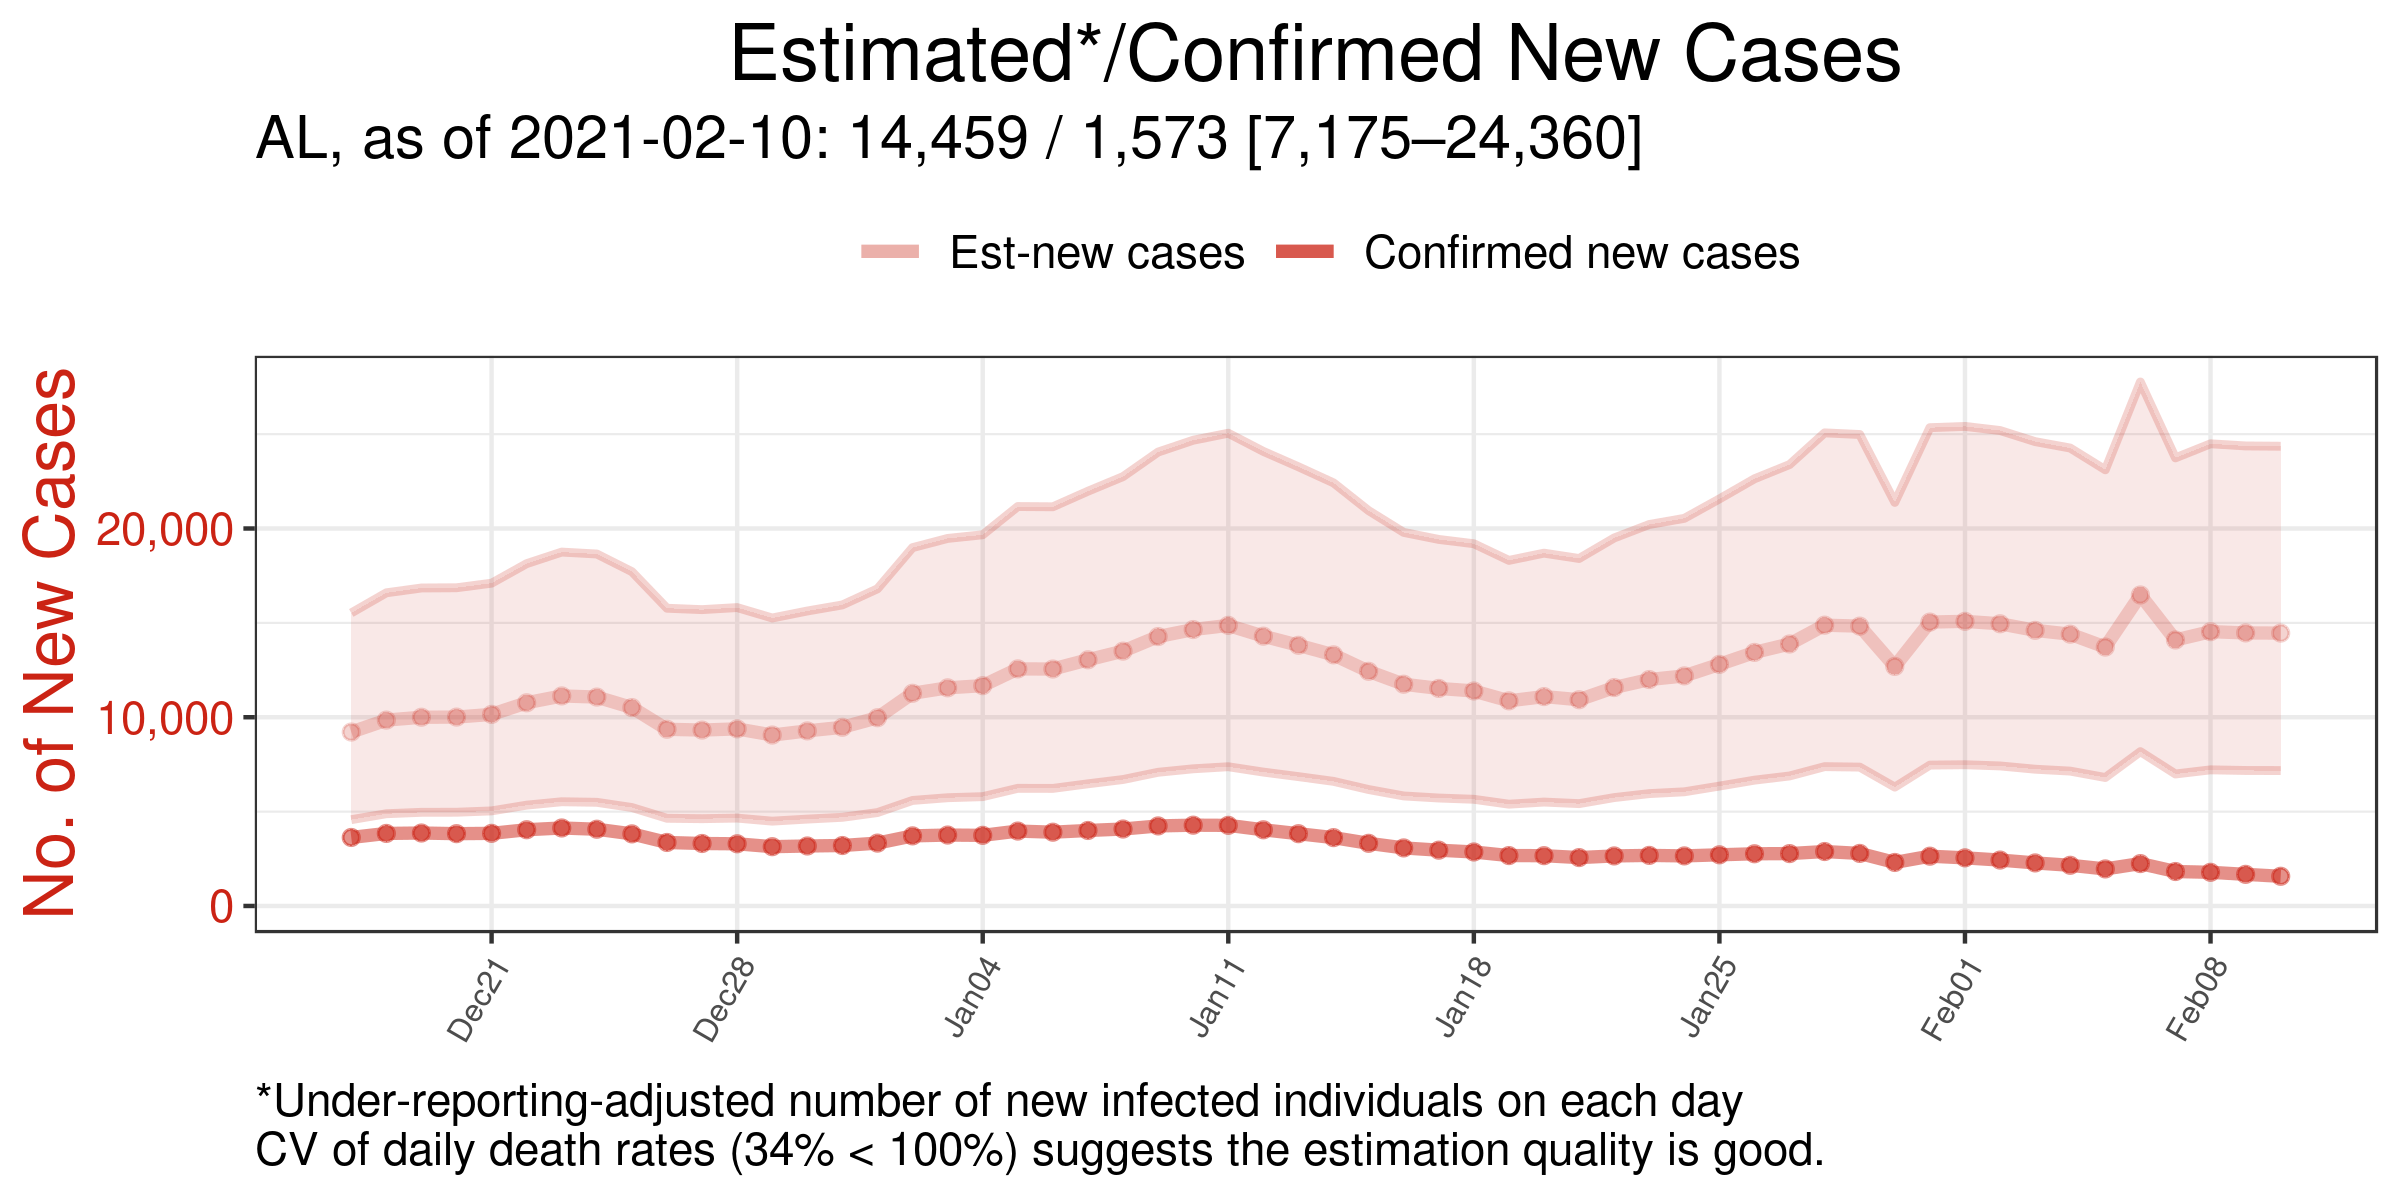 Estimated*/Confirmed New Cases
AL, as of 2021-02-10: 14,459 / 1,573 [7,175–24,360]
Est-new cases
Confirmed new cases
No. of New Cases
20,000
10,000
0
Dec21
Dec28
Jan04
Jan11
Jan18
Jan25
Feb01
Feb08
*Under-reporting-adjusted number of new infected individuals on each day
CV of daily death rates (34% < 100%) suggests the estimation quality is good.